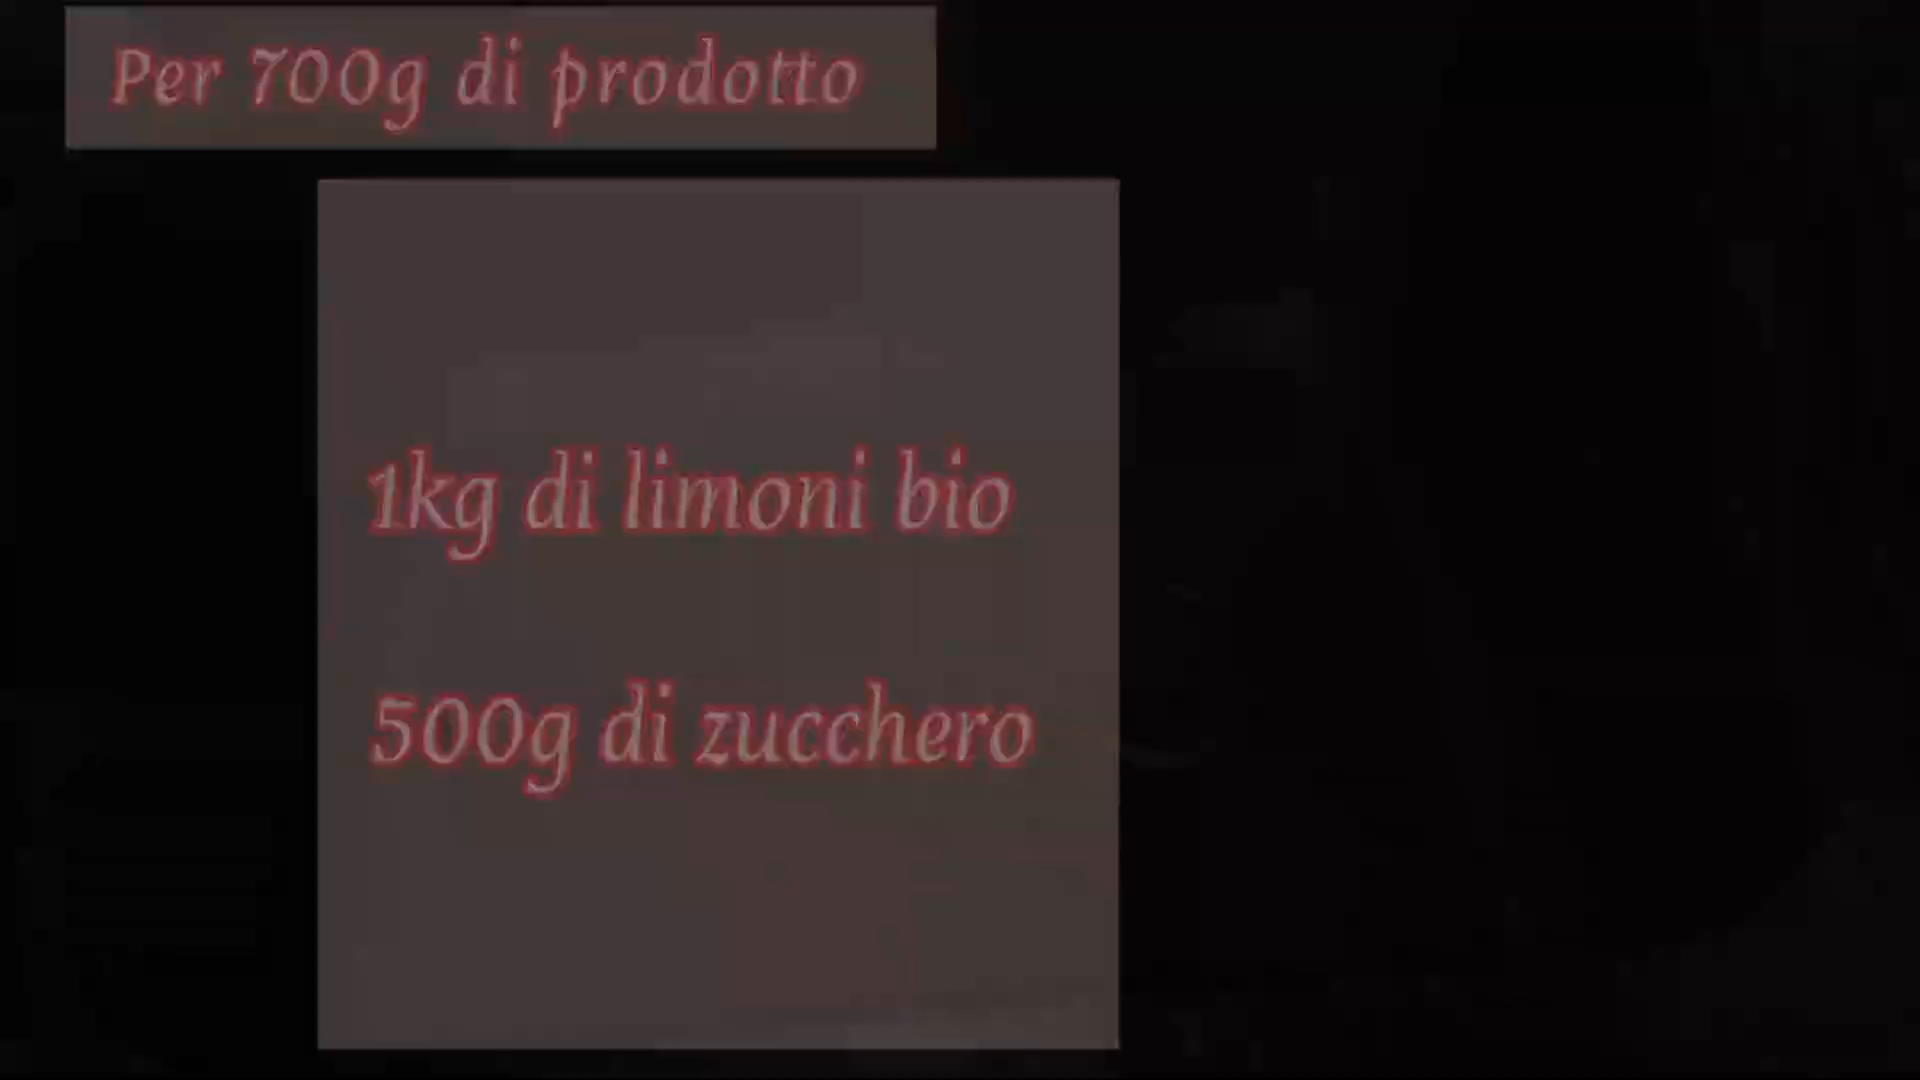 Per 700g di prodotto
1kg di limoni bio
500g di zucchero